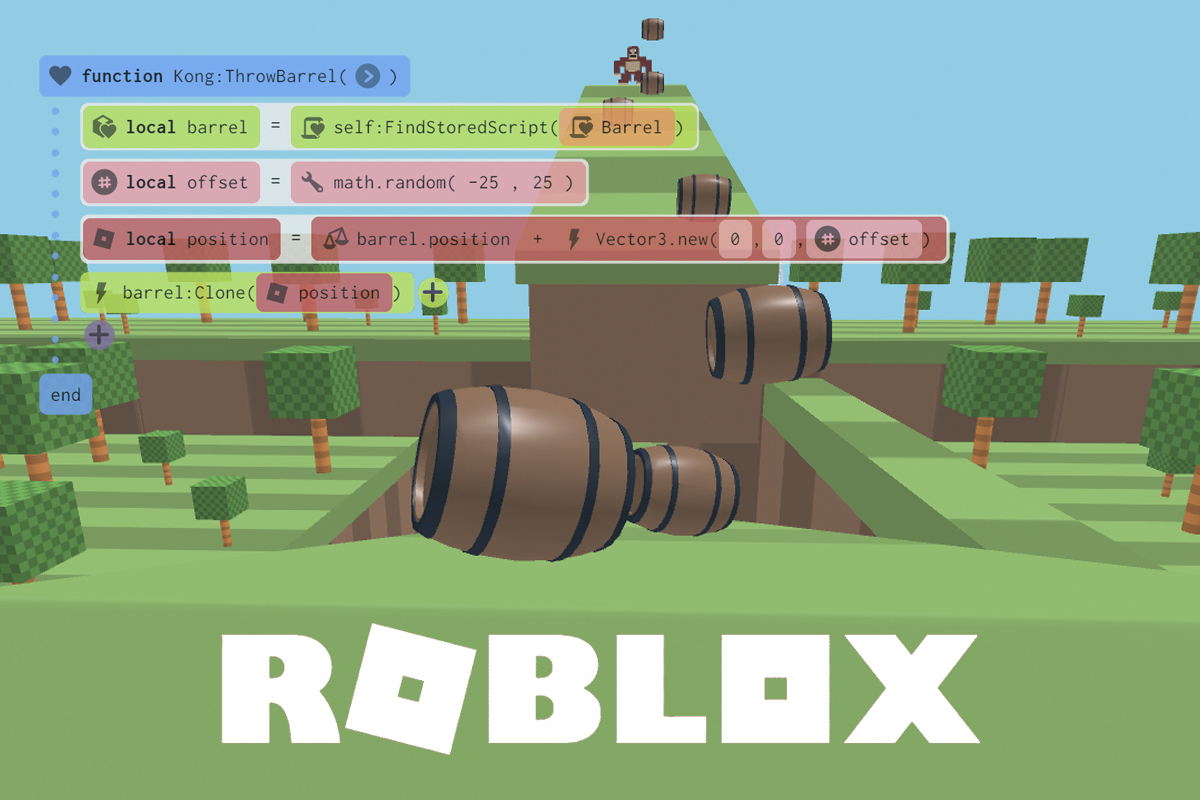 function Kong:ThrowBarrel( )
local barrel = self:FindStoredScript( Barrel )
local offset = math.random( -25 , 25 )
local position = barrel.position + Vector3.new( 0 , 0 , offset )
barrel:Clone( position )
end
ROBLOX